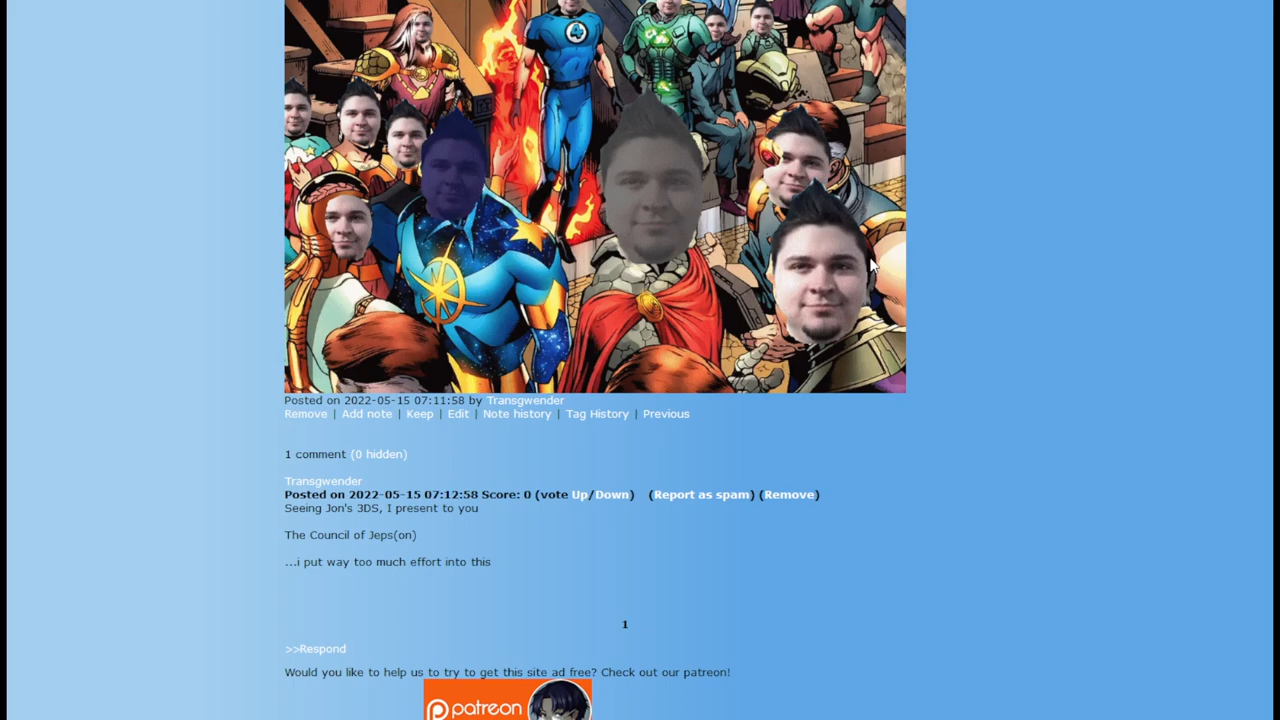 4
Posted on 2022-05-15 07:11:58 by Transgwender
Remove | Add note | Keep | Edit | Note history | Tag History | Previous
1 comment (0 hidden)
Transgwender
Posted on 2022-05-15 07:12:58 Score: 0 (vote Up/Down) (Report as spam) (Remove)
Seeing Jon's 3DS, I present to you
The Council of Jeps(on)
...i put way too much effort into this
1
>>Respond
Would you like to help us to try to get this site ad free? Check out our patreon!
patreon